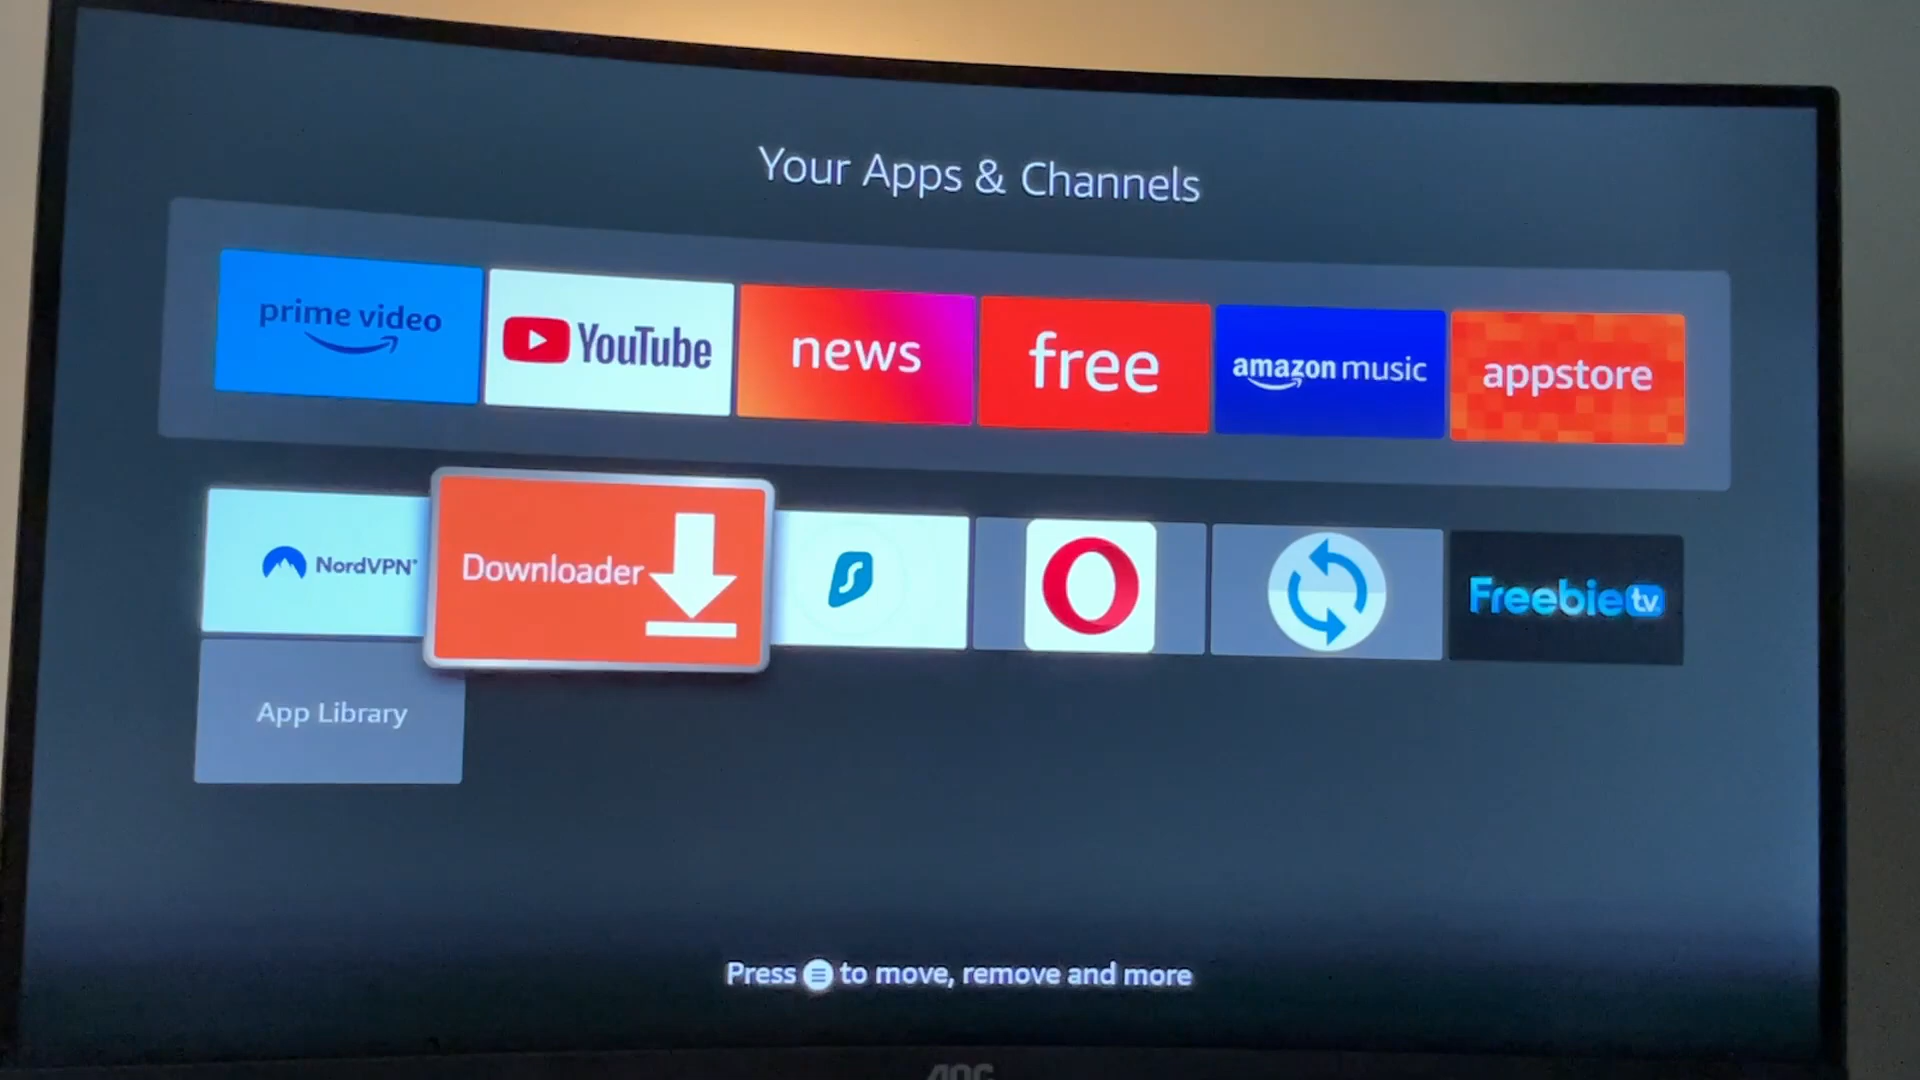 Your Apps & Channels
prime video
YouTube
news
free
amazon music
appstore
NordVPN®
Downloader
Freebie tv
App Library
Press to move, remove and more
AOC